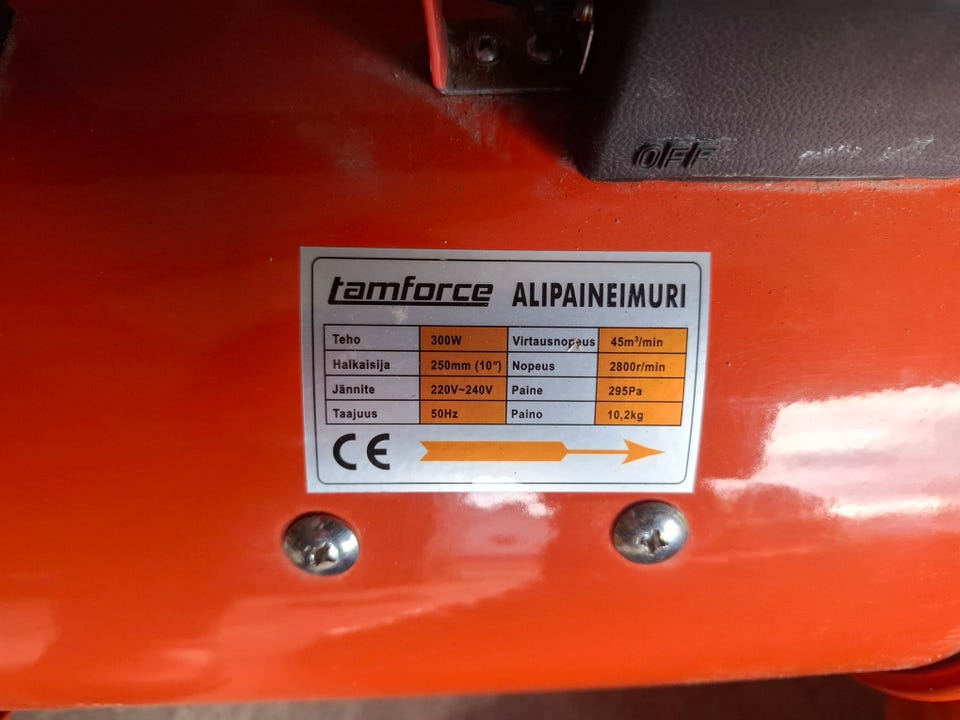 OFF
tamforce ALIPAINEIMURI
Teho 300W Virtausnopeus 45m³/min
Halkaisija 250mm (10") Nopeus 2800r/min
Jännite 220V~240V Paine 295Pa
Taajuus 50Hz Paino 10,2kg
CE